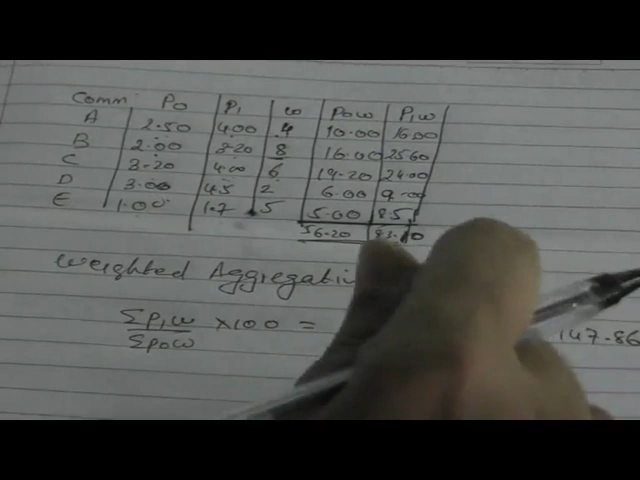 Comm P0 P1 w P0w P1w
A 2.50 4.00 4 10.00 16.00
B 2.00 3.20 8 16.00 25.60
C 3.20 4.00 6 19.20 24.00
D 3.00 4.5 2 6.00 9.00
E 1.00 1.7 5 5.00 8.5
56.20
Weighted
ΣP1w/ΣP0w ×100 = 147.86